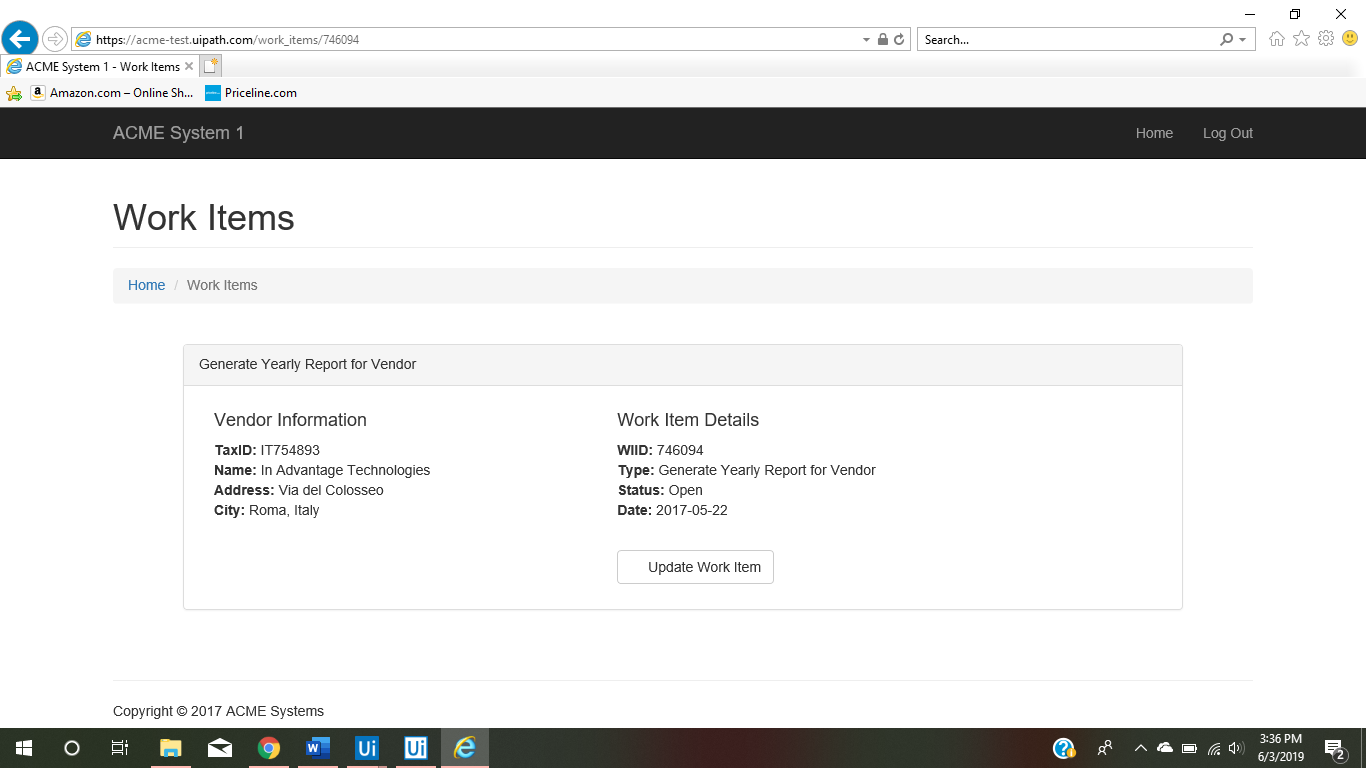 https://acme-test.uipath.com/work_items/746094
Search...
ACME System 1 - Work Items
Amazon.com – Online Sh...
Priceline.com
ACME System 1
Home
Log Out
Work Items
Home / Work Items
Generate Yearly Report for Vendor
Vendor Information
TaxID: IT754893
Name: In Advantage Technologies
Address: Via del Colosseo
City: Roma, Italy
Work Item Details
WIID: 746094
Type: Generate Yearly Report for Vendor
Status: Open
Date: 2017-05-22
Update Work Item
Copyright © 2017 ACME Systems
Ui
Ui
3:36 PM
6/3/2019
2